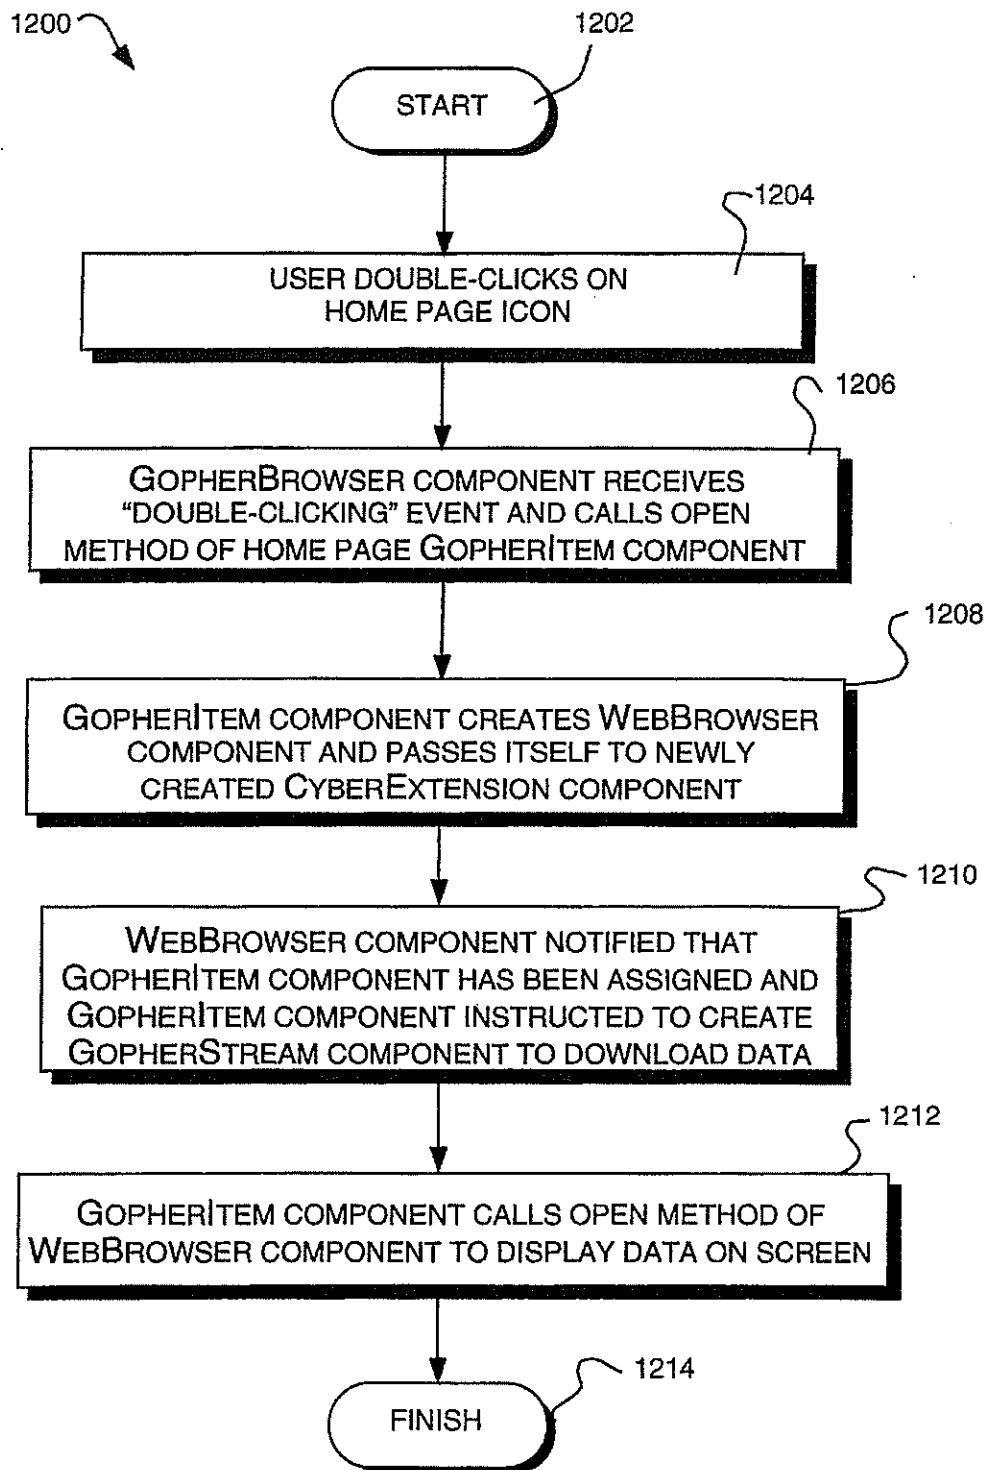 1200
1202
START
1204
USER DOUBLE-CLICKS ON
HOME PAGE ICON
1206
GOPHERBROWSER COMPONENT RECEIVES
“DOUBLE-CLICKING” EVENT AND CALLS OPEN
METHOD OF HOME PAGE GOPHERITEM COMPONENT
1208
GOPHERITEM COMPONENT CREATES WEBBROWSER
COMPONENT AND PASSES ITSELF TO NEWLY
CREATED CYBEREXTENSION COMPONENT
1210
WEBBROWSER COMPONENT NOTIFIED THAT
GOPHERITEM COMPONENT HAS BEEN ASSIGNED AND
GOPHERITEM COMPONENT INSTRUCTED TO CREATE
GOPHERSTREAM COMPONENT TO DOWNLOAD DATA
1212
GOPHERITEM COMPONENT CALLS OPEN METHOD OF
WEBBROWSER COMPONENT TO DISPLAY DATA ON SCREEN
1214
FINISH